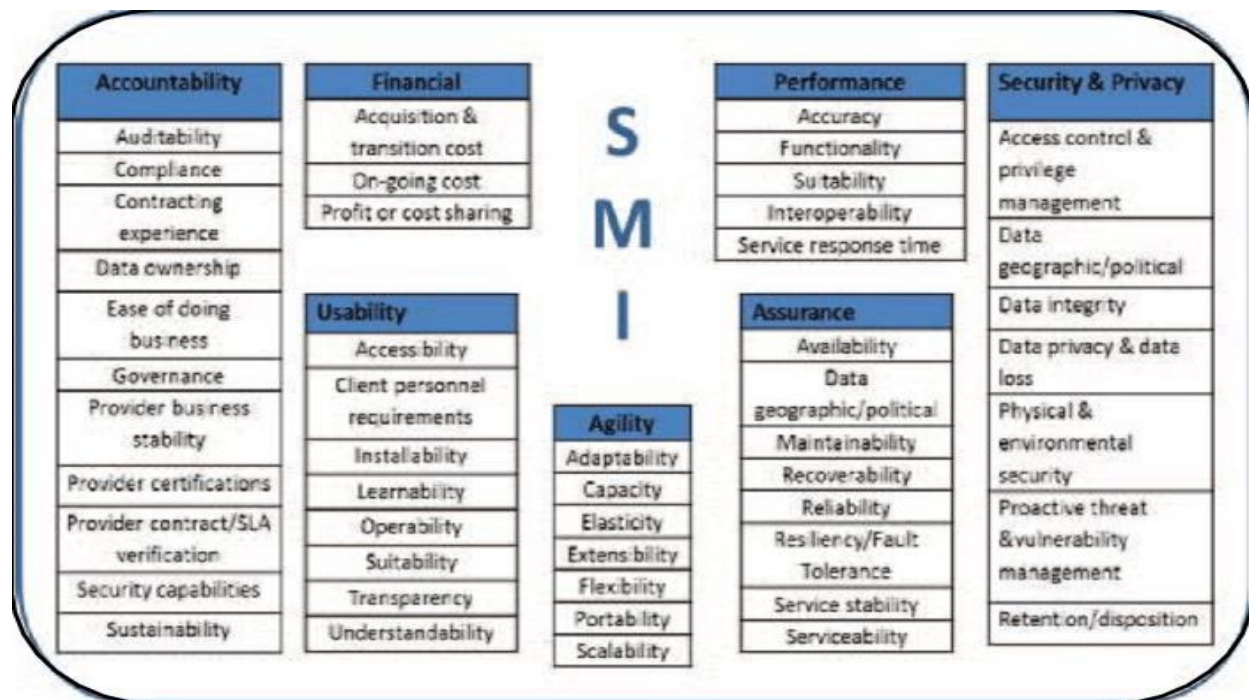 Accountability
Auditability
Compliance
Contracting
experience
Data ownership
Ease of doing
business
Governance
Provider business
stability
Provider certifications
Provider contract/SLA
verification
Security capabilities
Sustainability
Financial
Acquisition &
transition cost
On-going cost
Profit or cost sharing
Usability
Accessibility
Client personnel
requirements
Installability
Learnability
Operability
Suitability
Transparency
Understandability
S
M
I
Agility
Adaptability
Capacity
Elasticity
Extensibility
Flexibility
Portability
Scalability
Performance
Accuracy
Functionality
Suitability
Interoperability
Service response time
Assurance
Availability
Data
geographic/political
Maintainability
Recoverability
Reliability
Resiliency/Fault
Tolerance
Service stability
Serviceability
Security & Privacy
Access control &
privilege
management
Data
geographic/political
Data integrity
Data privacy & data
loss
Physical &
environmental
security
Proactive threat
&vulnerability
management
Retention/disposition